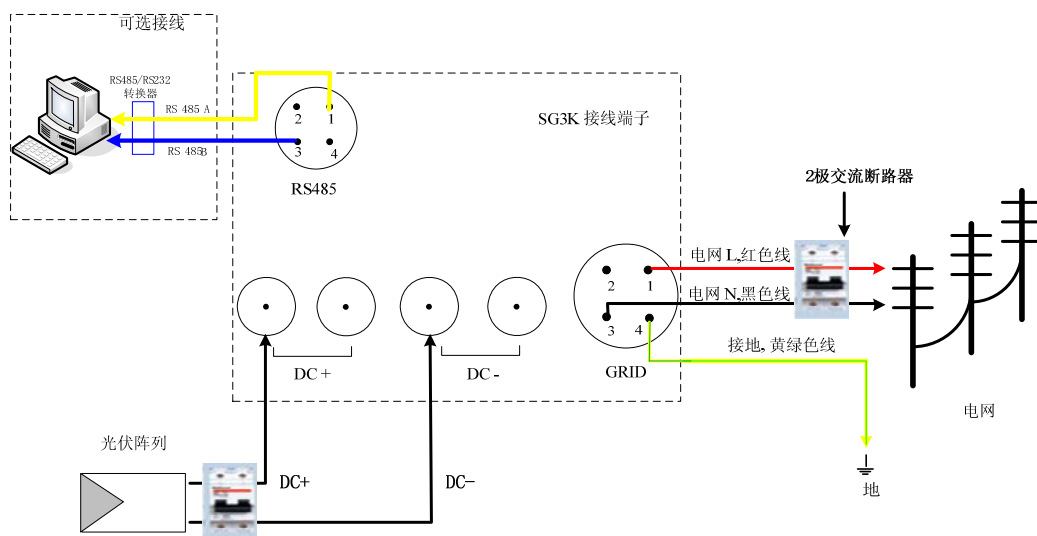 可选接线
RS485/RS232
转换器
RS 485 A
RS 485B
2 1
3 4
RS485
SG3K 接线端子
2极交流断路器
电网 L,红色线
电网 N,黑色线
2 1
3 4
GRID
接地, 黄绿色线
DC +
DC -
电网
地
光伏阵列
DC+
DC-